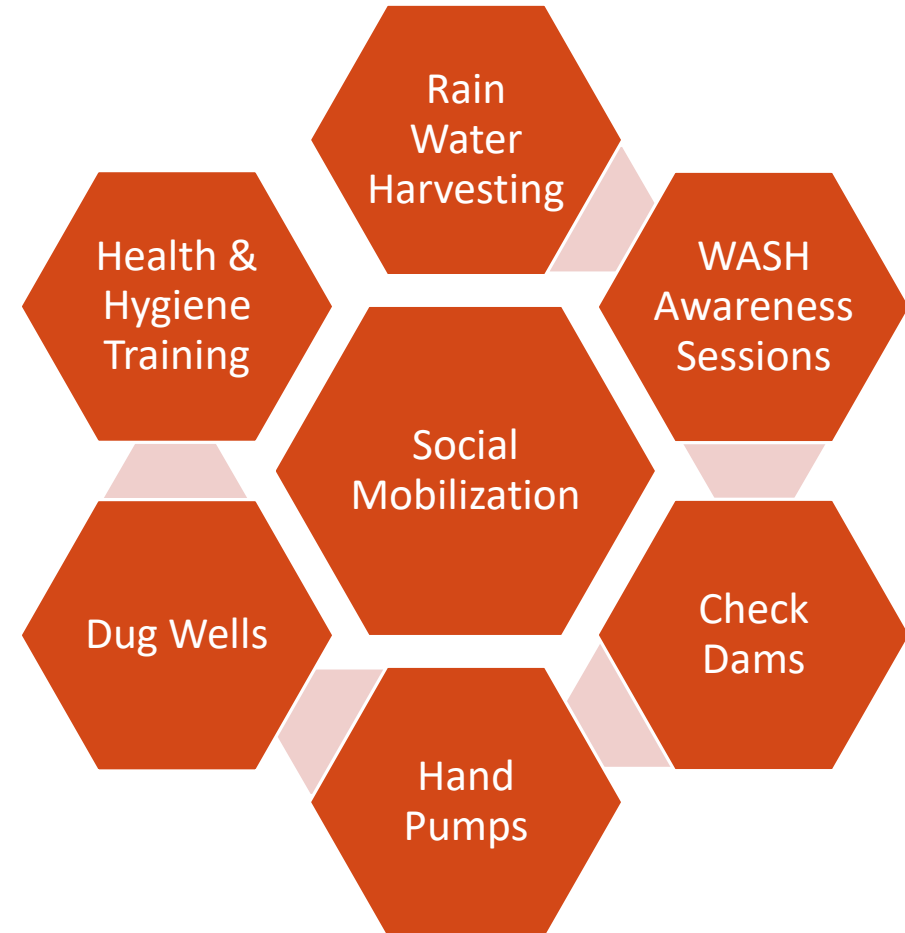 Rain
Water
Harvesting
WASH
Awareness
Sessions
Check
Dams
Hand
Pumps
Dug Wells
Health &
Hygiene
Training
Social
Mobilization